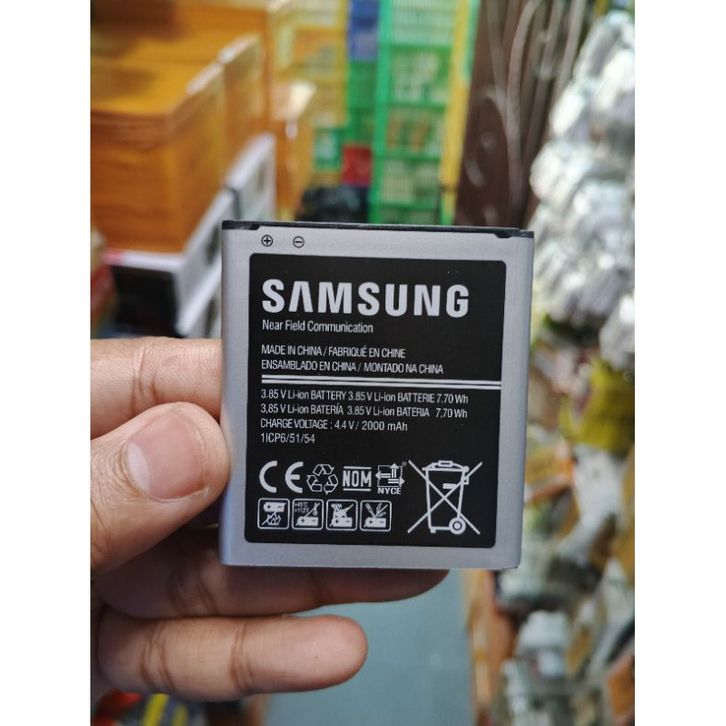 SAMSUNG
Near Field Communication
MADE IN CHINA / FABRIQUÉ EN CHINE
ENSAMBLADO EN CHINA / MONTADO NA CHINA
3.85 V Li-ion BATTERY 3.85 V Li-ion BATTERIE 7.70 Wh
3,85 V Li-ion BATERÍA 3.85 V Li-ion BATERIA 7,70 Wh
CHARGE VOLTAGE : 4.4 V / 2000 mAh
1ICP6/51/54
CE NOM NYCE